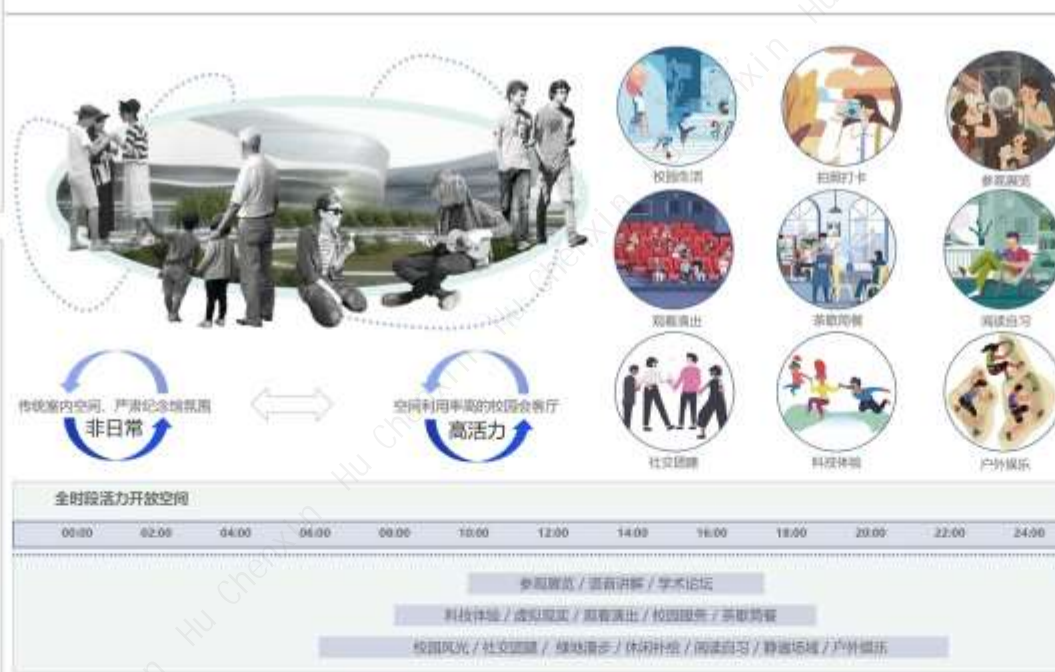 校园生活
拍照打卡
参观展览
观看演出
茶歇简餐
阅读自习
传统室内空间、严肃纪念馆氛围
非日常
空间利用率高的校园会客厅
高活力
社交团建
科技体验
户外娱乐
全时段活力开放空间
00:00 02:00 04:00 06:00 08:00 10:00 12:00 14:00 16:00 18:00 20:00 22:00 24:00
参观展览 / 语音讲解 / 学术论坛
科技体验 / 虚拟现实 / 观看演出 / 校园服务 / 茶歇简餐
校园风光 / 社交团建 / 绿地漫步 / 休闲补给 / 阅读自习 / 静谧场域 / 户外娱乐
Hu Chenxin